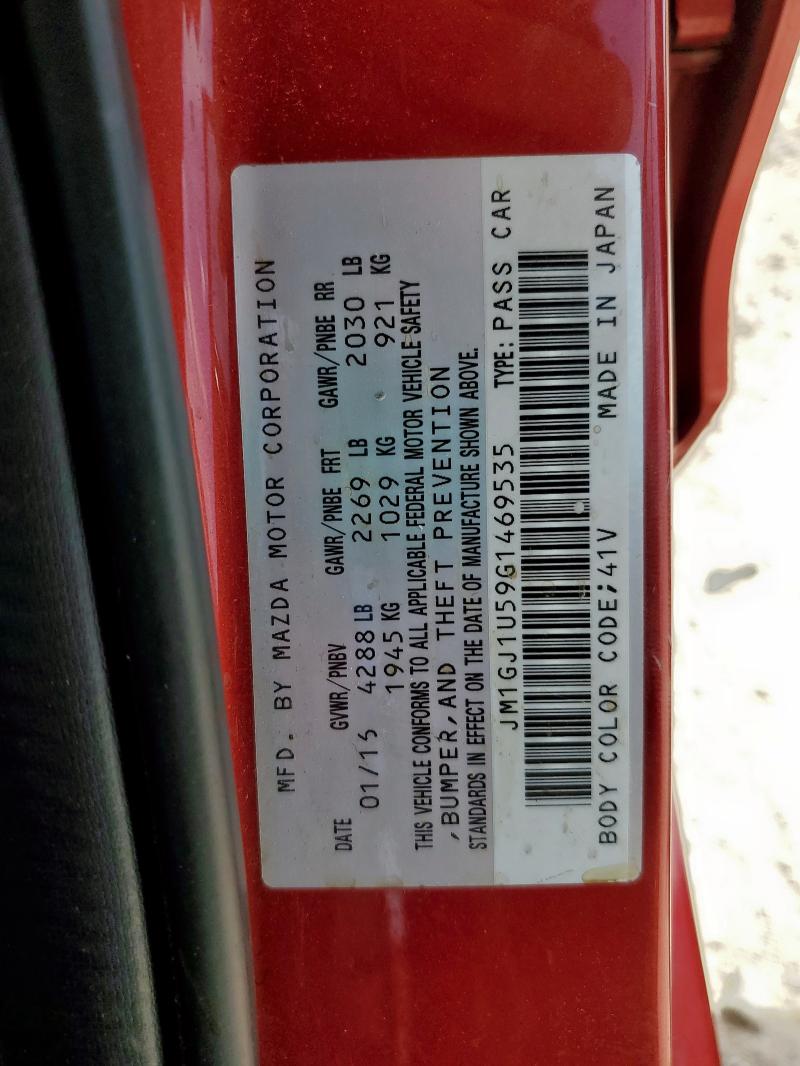 MFD. BY MAZDA MOTOR CORPORATION
DATE GVWR/PNBV GAWR/PNBE FRT GAWR/PNBE RR
01/15 4288 LB 2269 LB 2030 LB
1945 KG 1029 KG 921 KG
THIS VEHICLE CONFORMS TO ALL APPLICABLE FEDERAL MOTOR VEHICLE SAFETY
,BUMPER,AND THEFT PREVENTION
STANDARDS IN EFFECT ON THE DATE OF MANUFACTURE SHOWN ABOVE.
JM1GJ1U59G1469535 TYPE: PASS CAR
BODY COLOR CODE;41V MADE IN JAPAN